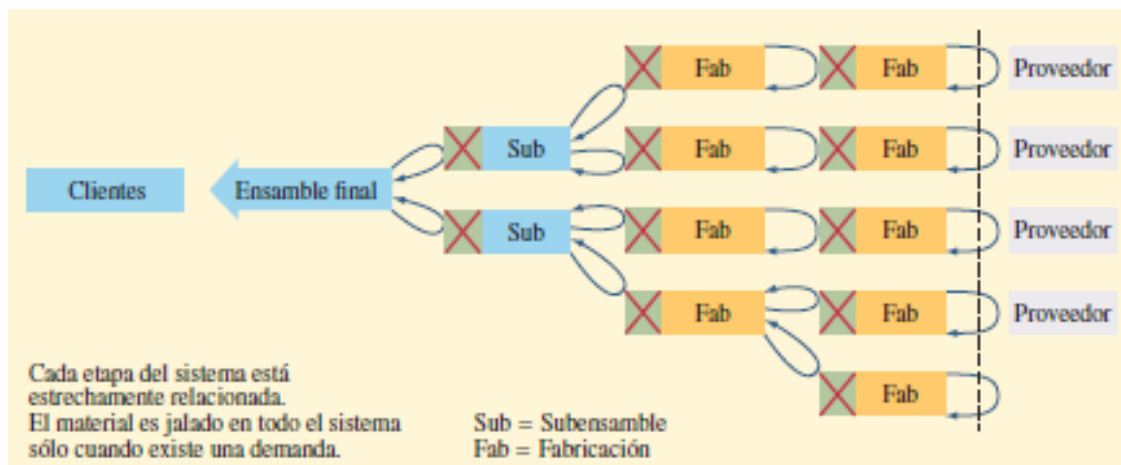 Fab
Fab
Proveedor
Sub
Fab
Fab
Proveedor
Clientes
Ensamble final
Sub
Fab
Fab
Proveedor
Fab
Fab
Proveedor
Fab
Cada etapa del sistema está
estrechamente relacionada.
El material es jalado en todo el sistema
sólo cuando existe una demanda.
Sub = Subensamble
Fab = Fabricación